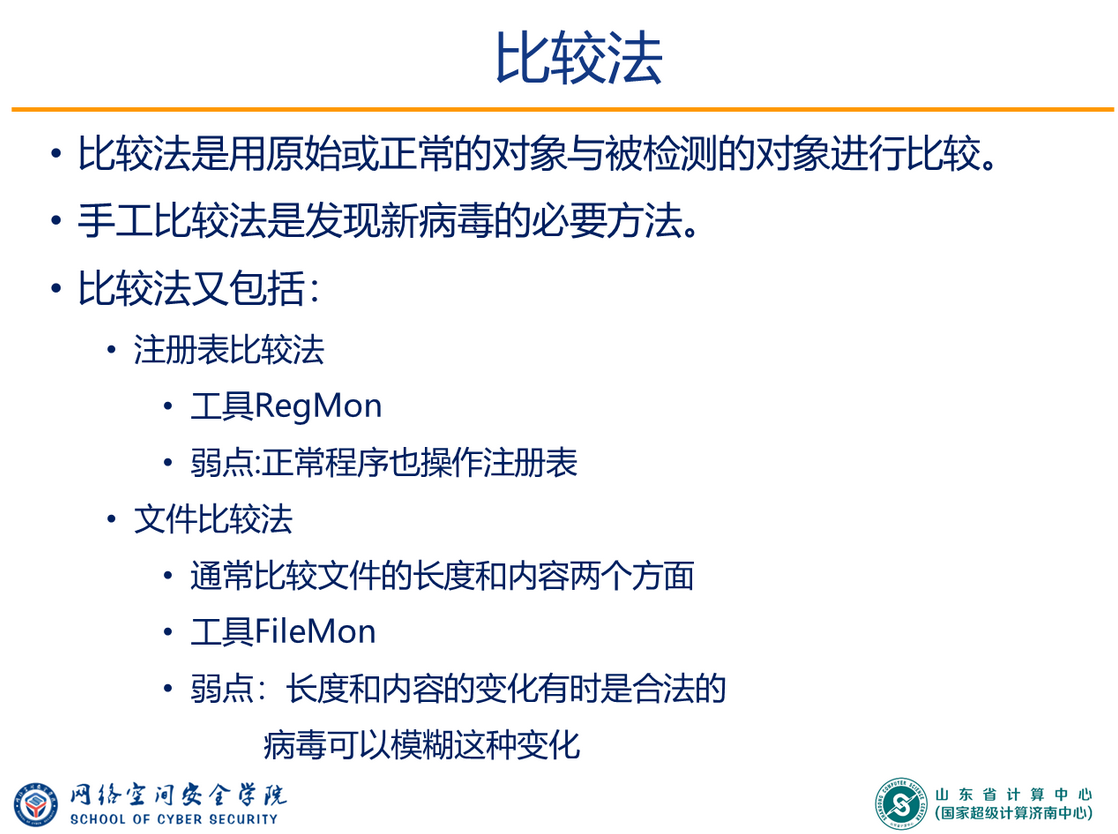 比较法
• 比较法是用原始或正常的对象与被检测的对象进行比较。
• 手工比较法是发现新病毒的必要方法。
• 比较法又包括：
• 注册表比较法
• 工具RegMon
• 弱点:正常程序也操作注册表
• 文件比较法
• 通常比较文件的长度和内容两个方面
• 工具FileMon
• 弱点：长度和内容的变化有时是合法的
病毒可以模糊这种变化
网络空间安全学院
SCHOOL OF CYBER SECURITY
山东省计算中心
(国家超级计算济南中心)